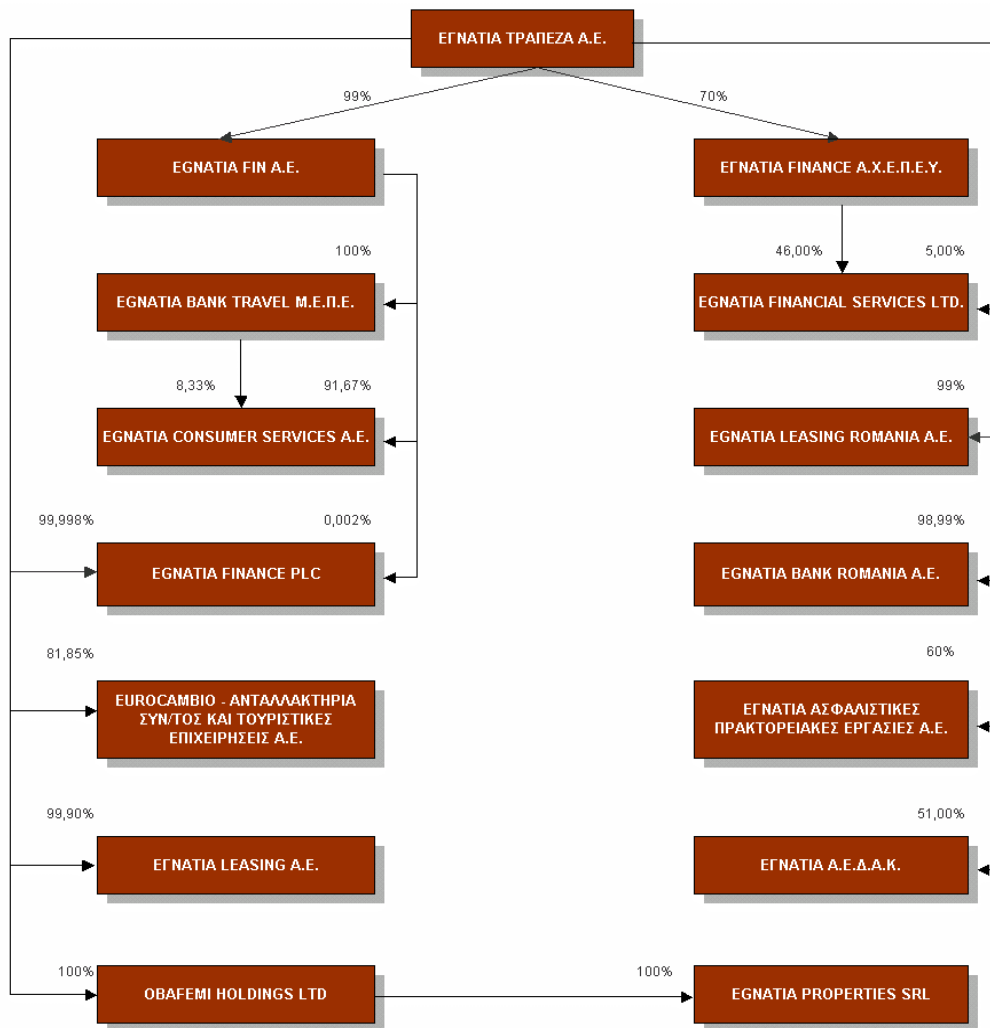 ΕΓΝΑΤΙΑ ΤΡΑΠΕΖΑ Α.Ε.
99%
70%
EGNATIA FIN A.E.
ΕΓΝΑΤΙΑ FINANCE Α.Χ.Ε.Π.Ε.Υ.
100%
46,00%
5,00%
EGNATIA BANK TRAVEL Μ.Ε.Π.Ε.
EGNATIA FINANCIAL SERVICES LTD.
8,33%
91,67%
99%
EGNATIA CONSUMER SERVICES A.E.
EGNATIA LEASING ROMANIA A.E.
99,998%
0,002%
98,99%
EGNATIA FINANCE PLC
EGNATIA BANK ROMANIA A.E.
81,85%
60%
EUROCAMBIO - ΑΝΤΑΛΛΑΚΤΗΡΙΑ
ΣΥΝ/ΤΟΣ ΚΑΙ ΤΟΥΡΙΣΤΙΚΕΣ
ΕΠΙΧΕΙΡΗΣΕΙΣ Α.Ε.
ΕΓΝΑΤΙΑ ΑΣΦΑΛΙΣΤΙΚΕΣ
ΠΡΑΚΤΟΡΕΙΑΚΕΣ ΕΡΓΑΣΙΕΣ Α.Ε.
99,90%
51,00%
ΕΓΝΑΤΙΑ LEASING Α.Ε.
ΕΓΝΑΤΙΑ Α.Ε.Δ.Α.Κ.
100%
100%
OBAFEMI HOLDINGS LTD
EGNATIA PROPERTIES SRL